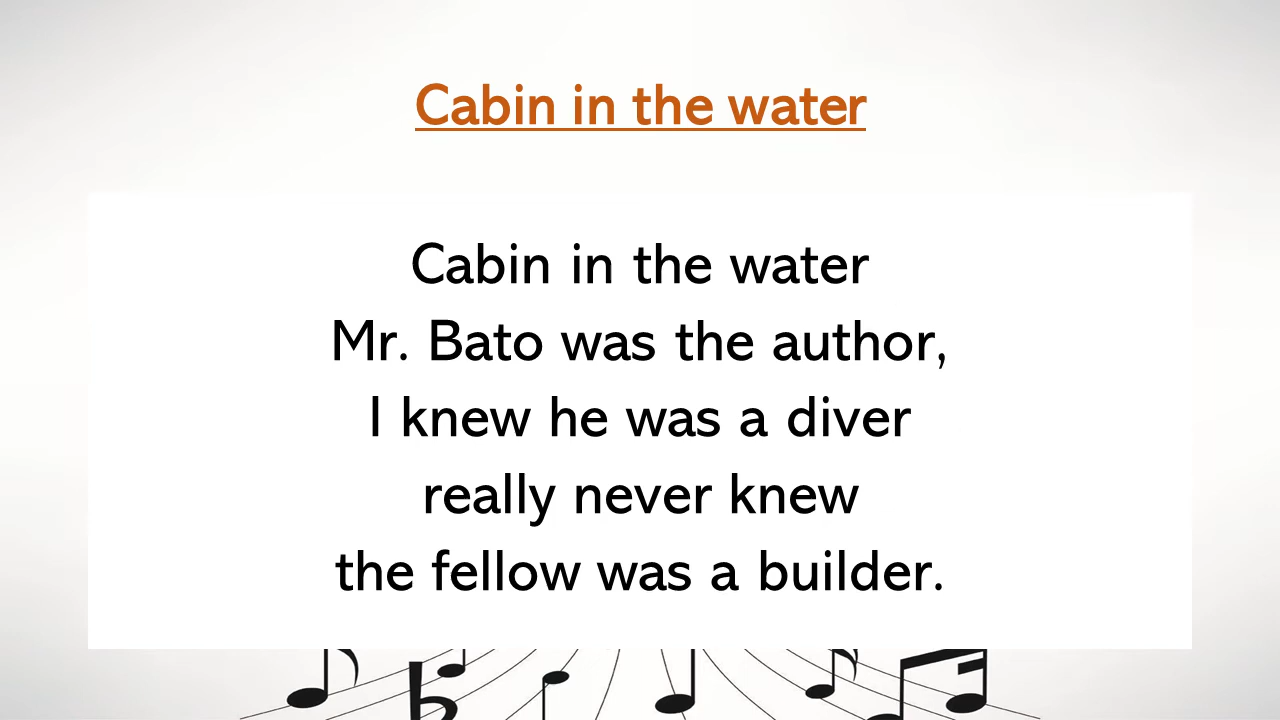 Cabin in the water
Cabin in the water
Mr. Bato was the author,
I knew he was a diver
really never knew
the fellow was a builder.